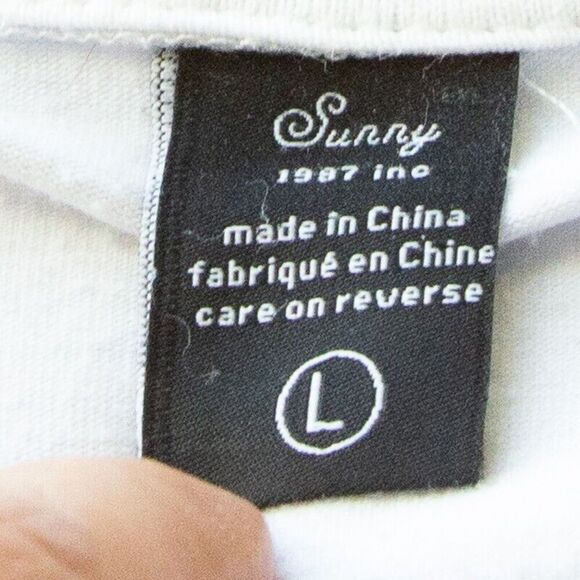 Sunny
1987 inc
made in China
fabriqué en Chine
care on reverse
L